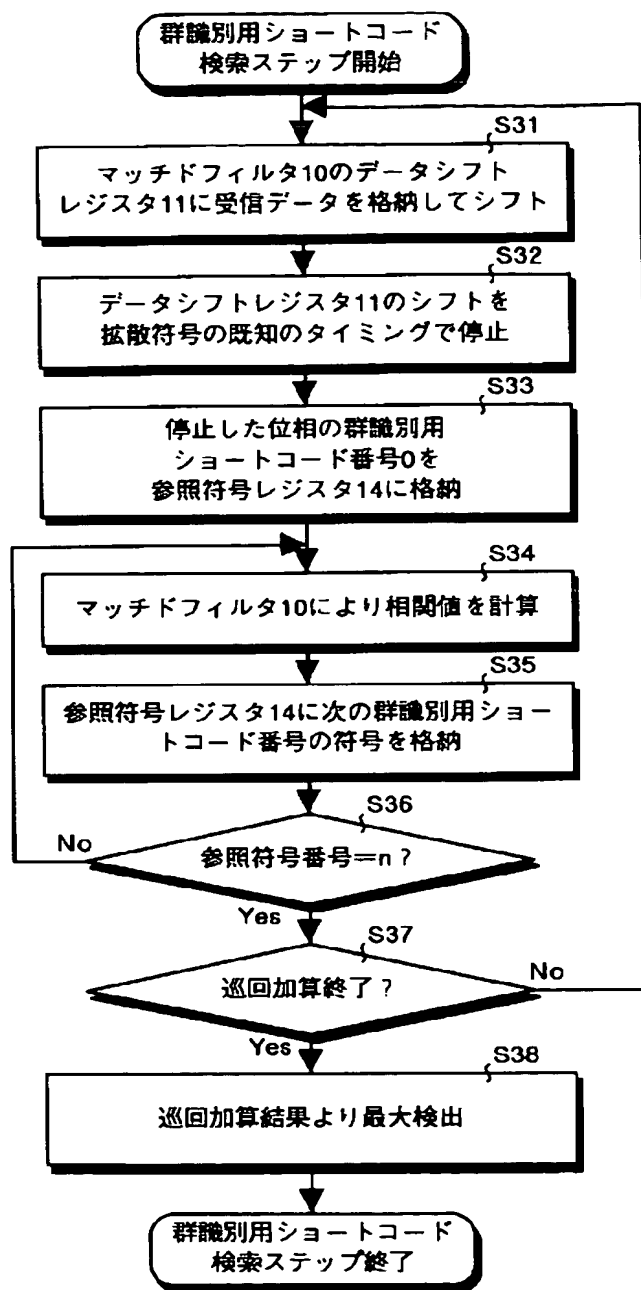 群識別用ショートコード
検索ステップ開始
S31
マッチドフィルタ10のデータシフト
レジスタ11に受信データを格納してシフト
S32
データシフトレジスタ11のシフトを
拡散符号の既知のタイミングで停止
S33
停止した位相の群識別用
ショートコード番号0を
参照符号レジスタ14に格納
S34
マッチドフィルタ10により相関値を計算
S35
参照符号レジスタ14に次の群識別用ショー
トコード番号の符号を格納
S36
No
参照符号番号=n?
Yes
S37
巡回加算終了?
No
Yes
S38
巡回加算結果より最大検出
群識別用ショートコード
検索ステップ終了